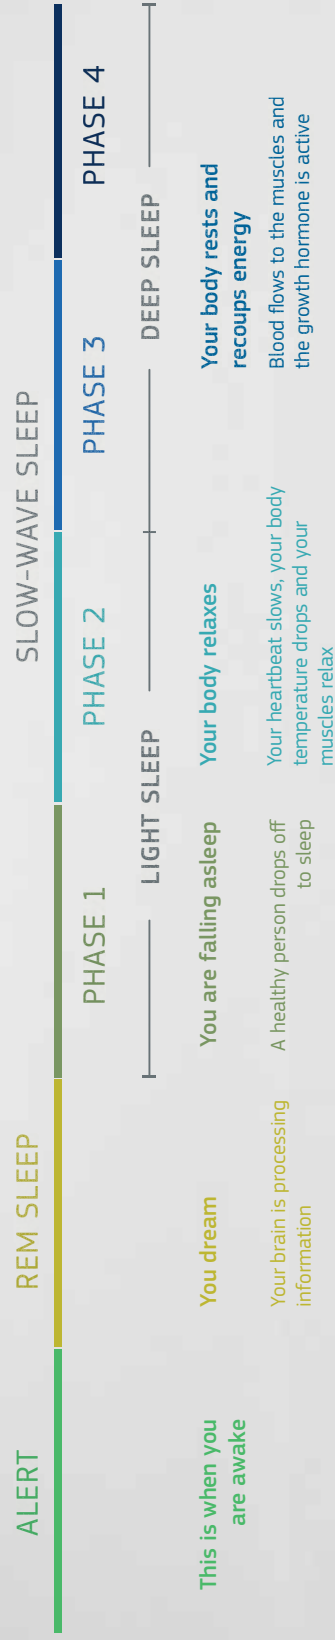 ALERT
REM SLEEP
SLOW-WAVE SLEEP
PHASE 1
PHASE 2
PHASE 3
PHASE 4
LIGHT SLEEP
DEEP SLEEP
This is when you
are awake
You dream
Your brain is processing
information
You are falling asleep
A healthy person drops off
to sleep
Your body relaxes
Your heartbeat slows, your body
temperature drops and your
muscles relax
Your body rests and
recoups energy
Blood flows to the muscles and
the growth hormone is active